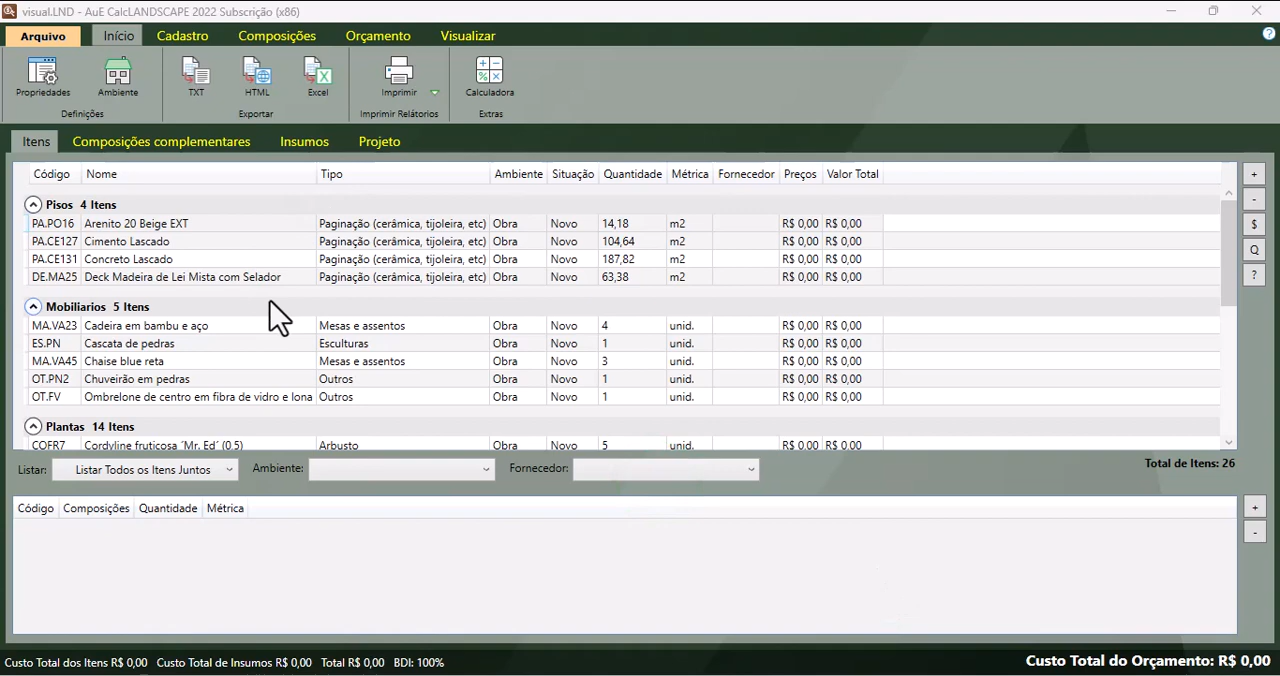 visual.LND - AuE CalcLANDSCAPE 2022 Subscrição (x86)
Arquivo Início Cadastro Composições Orçamento Visualizar
Propriedades Ambiente TXT HTML Excel Imprimir Calculadora
Definições Exportar Imprimir Relatórios Extras
Itens Composições complementares Insumos Projeto
Código Nome Tipo Ambiente Situação Quantidade Métrica Fornecedor Preços Valor Total +
-
Pisos 4 Itens
PA.PO16 Arenito 20 Beige EXT Paginação (cerâmica, tijoleira, etc) Obra Novo 14,18 m2 R$ 0,00 R$ 0,00 $
PA.CE127 Cimento Lascado Paginação (cerâmica, tijoleira, etc) Obra Novo 104,64 m2 R$ 0,00 R$ 0,00 Q
PA.CE131 Concreto Lascado Paginação (cerâmica, tijoleira, etc) Obra Novo 187,82 m2 R$ 0,00 R$ 0,00
DE.MA25 Deck Madeira de Lei Mista com Selador Paginação (cerâmica, tijoleira, etc) Obra Novo 63,38 m2 R$ 0,00 R$ 0,00 ?
Mobiliarios 5 Itens
MA.VA23 Cadeira em bambu e aço Mesas e assentos Obra Novo 4 unid. R$ 0,00 R$ 0,00
ES.PN Cascata de pedras Esculturas Obra Novo 1 unid. R$ 0,00 R$ 0,00
MA.VA45 Chaise blue reta Mesas e assentos Obra Novo 3 unid. R$ 0,00 R$ 0,00
OT.PN2 Chuveirão em pedras Outros Obra Novo 1 unid. R$ 0,00 R$ 0,00
OT.FV Ombrelone de centro em fibra de vidro e lona Outros Obra Novo 1 unid. R$ 0,00 R$ 0,00
Plantas 14 Itens
COFR7 Cordyline fruticosa ´Mr. Ed´ (0.5) Arbusto Obra Novo 5 unid. R$ 0,00 R$ 0,00
Listar: Listar Todos os Itens Juntos Ambiente: Fornecedor: Total de Itens: 26
Código Composições Quantidade Métrica +
-
Custo Total dos Itens R$ 0,00 Custo Total de Insumos R$ 0,00 Total R$ 0,00 BDI: 100% Custo Total do Orçamento: R$ 0,00